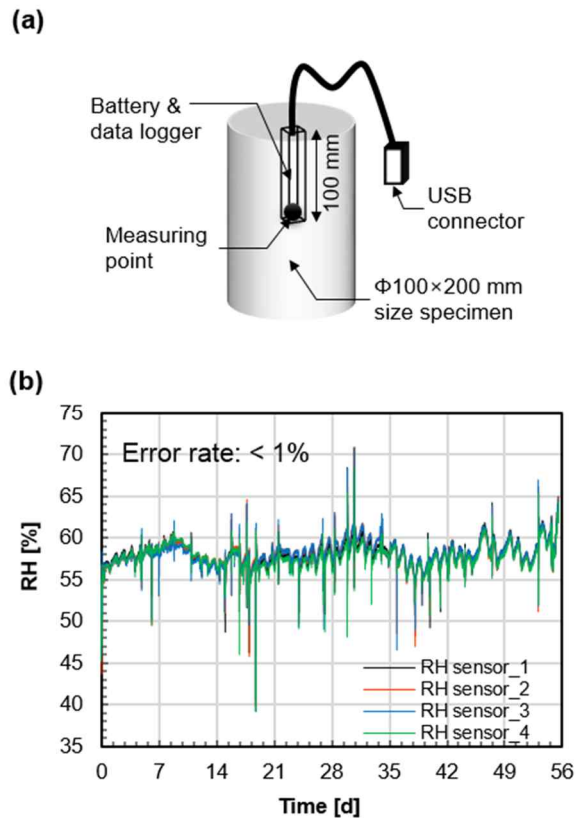 (a)
Battery &
data logger
100 mm
USB
connector
Measuring
point
Φ100×200 mm
size specimen
(b)
75
70
65
60
55
50
45
40
35
RH [%]
Error rate: < 1%
RH sensor_1
RH sensor_2
RH sensor_3
RH sensor_4
0 7 14 21 28 35 42 49 56
Time [d]